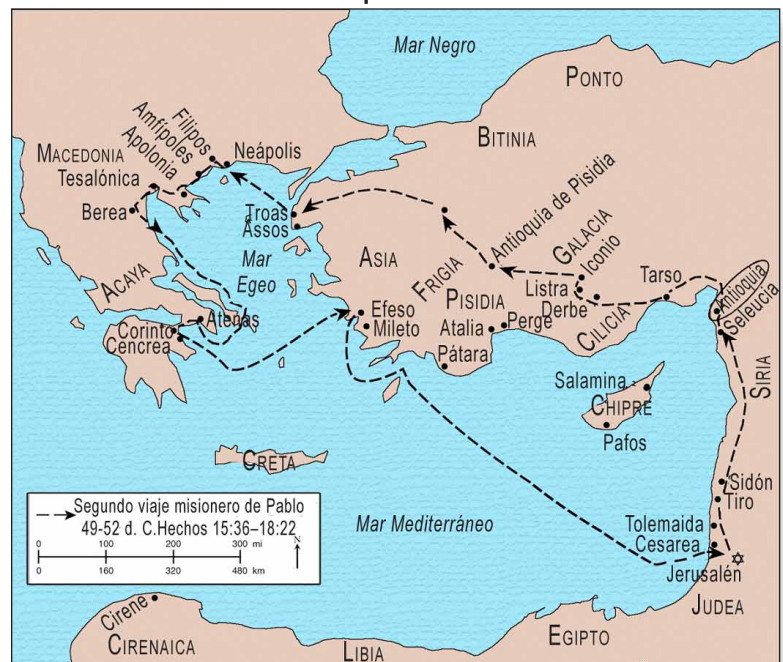 Mar Negro
PONTO
BITINIA
MACEDONIA
Filipos
Amfípoles
Apolonia
Neápolis
Tesalónica
Berea
Troas
Assos
Mar
Egeo
ASIA
FRIGIA
Antioquía de Pisidia
GALACIA
Iconio
PISIDIA
Listra
Derbe
Tarso
Antioquía
Seleucia
ACAYA
Atenas
Corinto
Cencrea
Efeso
Mileto
Atalia
Perge
Pátara
CILICIA
SIRIA
Salamina
CHIPRE
Pafos
CRETA
Sidón
Tiro
Segundo viaje misionero de Pablo
49-52 d. C.Hechos 15:36–18:22
0 100 200 300 mi
0 160 320 480 km
N
Mar Mediterráneo
Tolemaida
Cesarea
Jerusalén
JUDEA
Cirene
CIRENAICA
LIBIA
EGIPTO